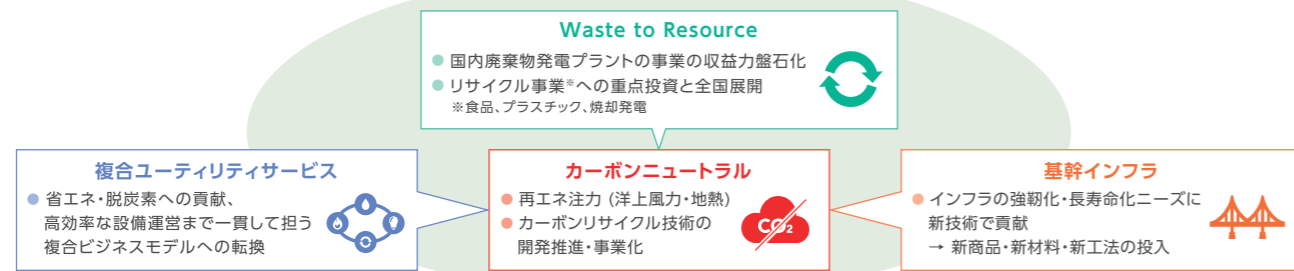 Waste to Resource
● 国内廃棄物発電プラントの事業の収益力盤石化
● リサイクル事業※への重点投資と全国展開
※食品、プラスチック、焼却発電
複合ユーティリティサービス
● 省エネ・脱炭素への貢献、
高効率な設備運営まで一貫して担う
複合ビジネスモデルへの転換
カーボンニュートラル
● 再エネ注力 (洋上風力・地熱)
● カーボンリサイクル技術の
開発推進・事業化
CO₂
基幹インフラ
● インフラの強靭化・長寿命化ニーズに
新技術で貢献
→ 新商品・新材料・新工法の投入